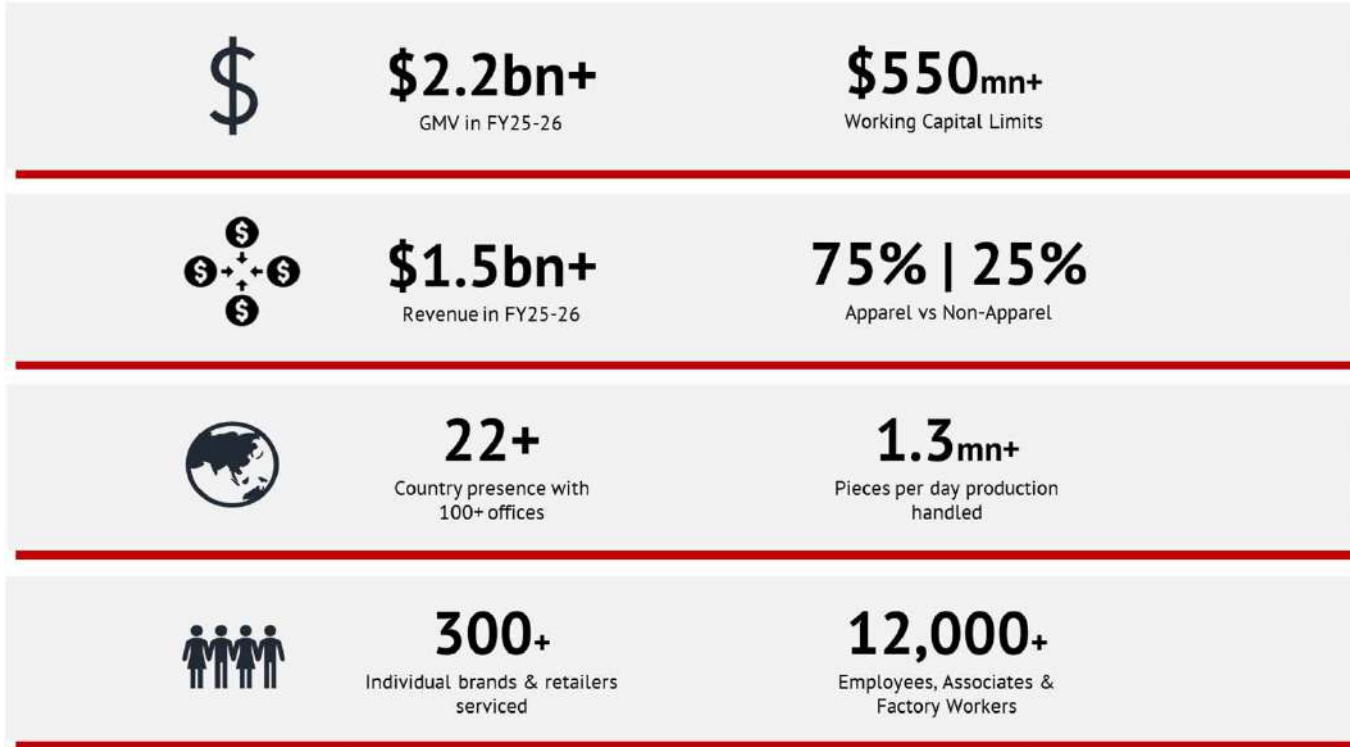 $
$2.2bn+
GMV in FY25-26
$550mn+
Working Capital Limits
$
$ $
$
$1.5bn+
Revenue in FY25-26
75% | 25%
Apparel vs Non-Apparel
22+
Country presence with
100+ offices
1.3mn+
Pieces per day production
handled
300+
Individual brands & retailers
serviced
12,000+
Employees, Associates &
Factory Workers